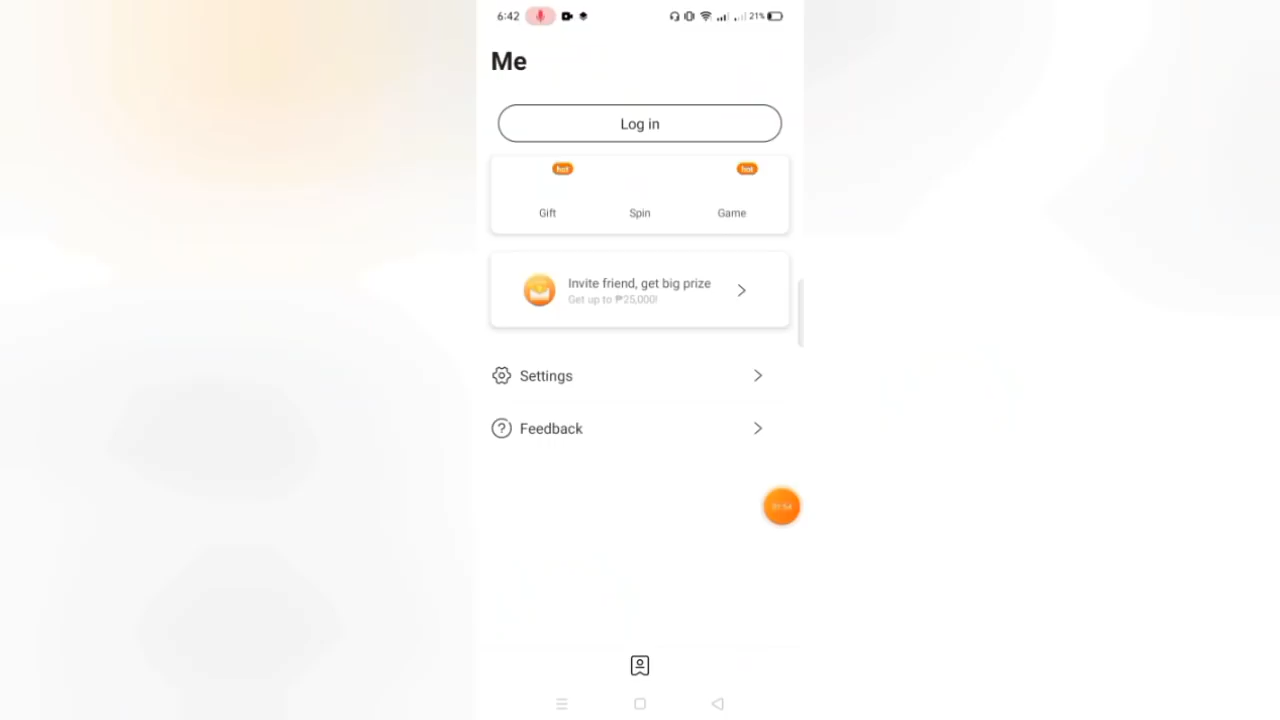 6:42 21%
Me
Log in
hot hot
Gift Spin Game
Invite friend, get big prize
Get up to ₱25,000!
Settings
Feedback